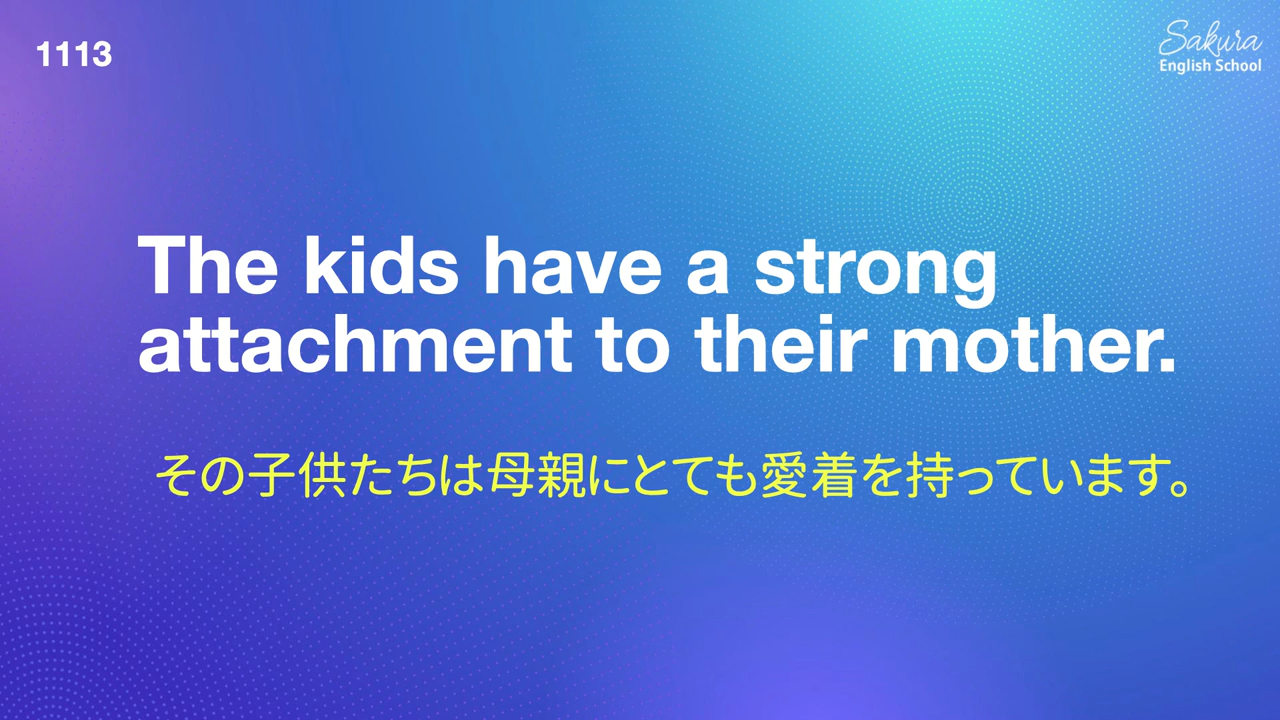 1113
Sakura
English School
The kids have a strong
attachment to their mother.
その子供たちは母親にとても愛着を持っています。